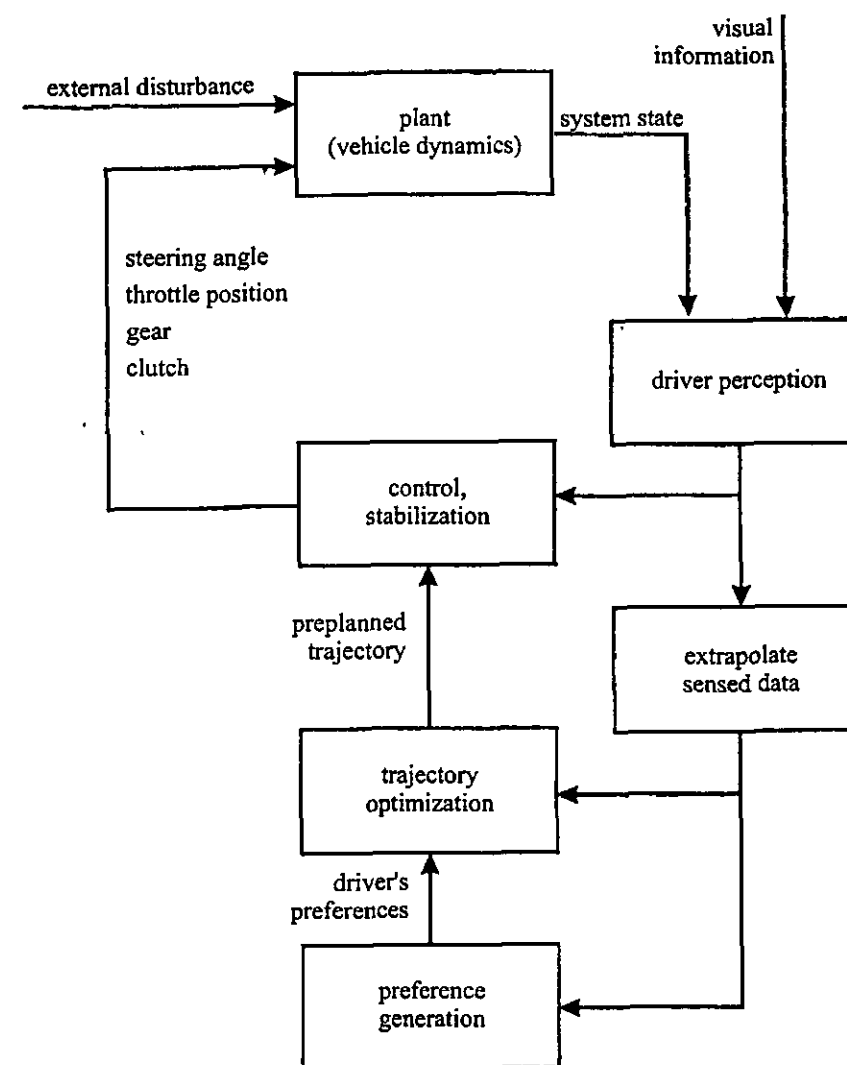 visual
information
external disturbance
plant
(vehicle dynamics)
system state
steering angle
throttle position
gear
clutch
driver perception
control,
stabilization
preplanned
trajectory
extrapolate
sensed data
trajectory
optimization
driver's
preferences
preference
generation